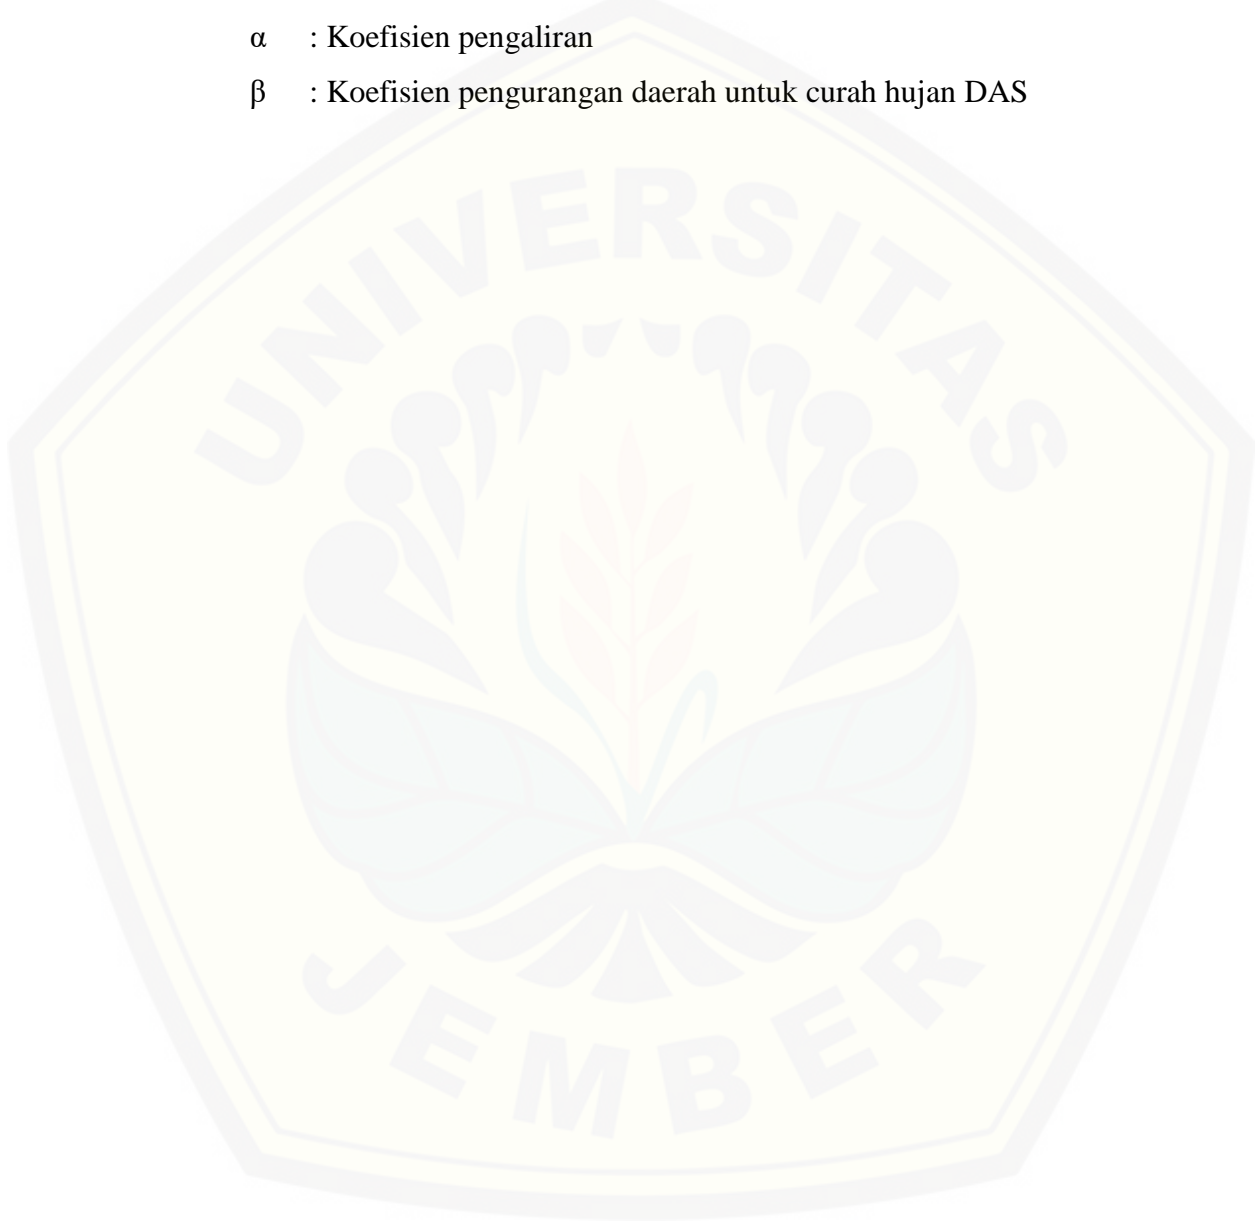 α : Koefisien pengaliran
β : Koefisien pengurangan daerah untuk curah hujan DAS
UNIVERSITAS
JEMBER